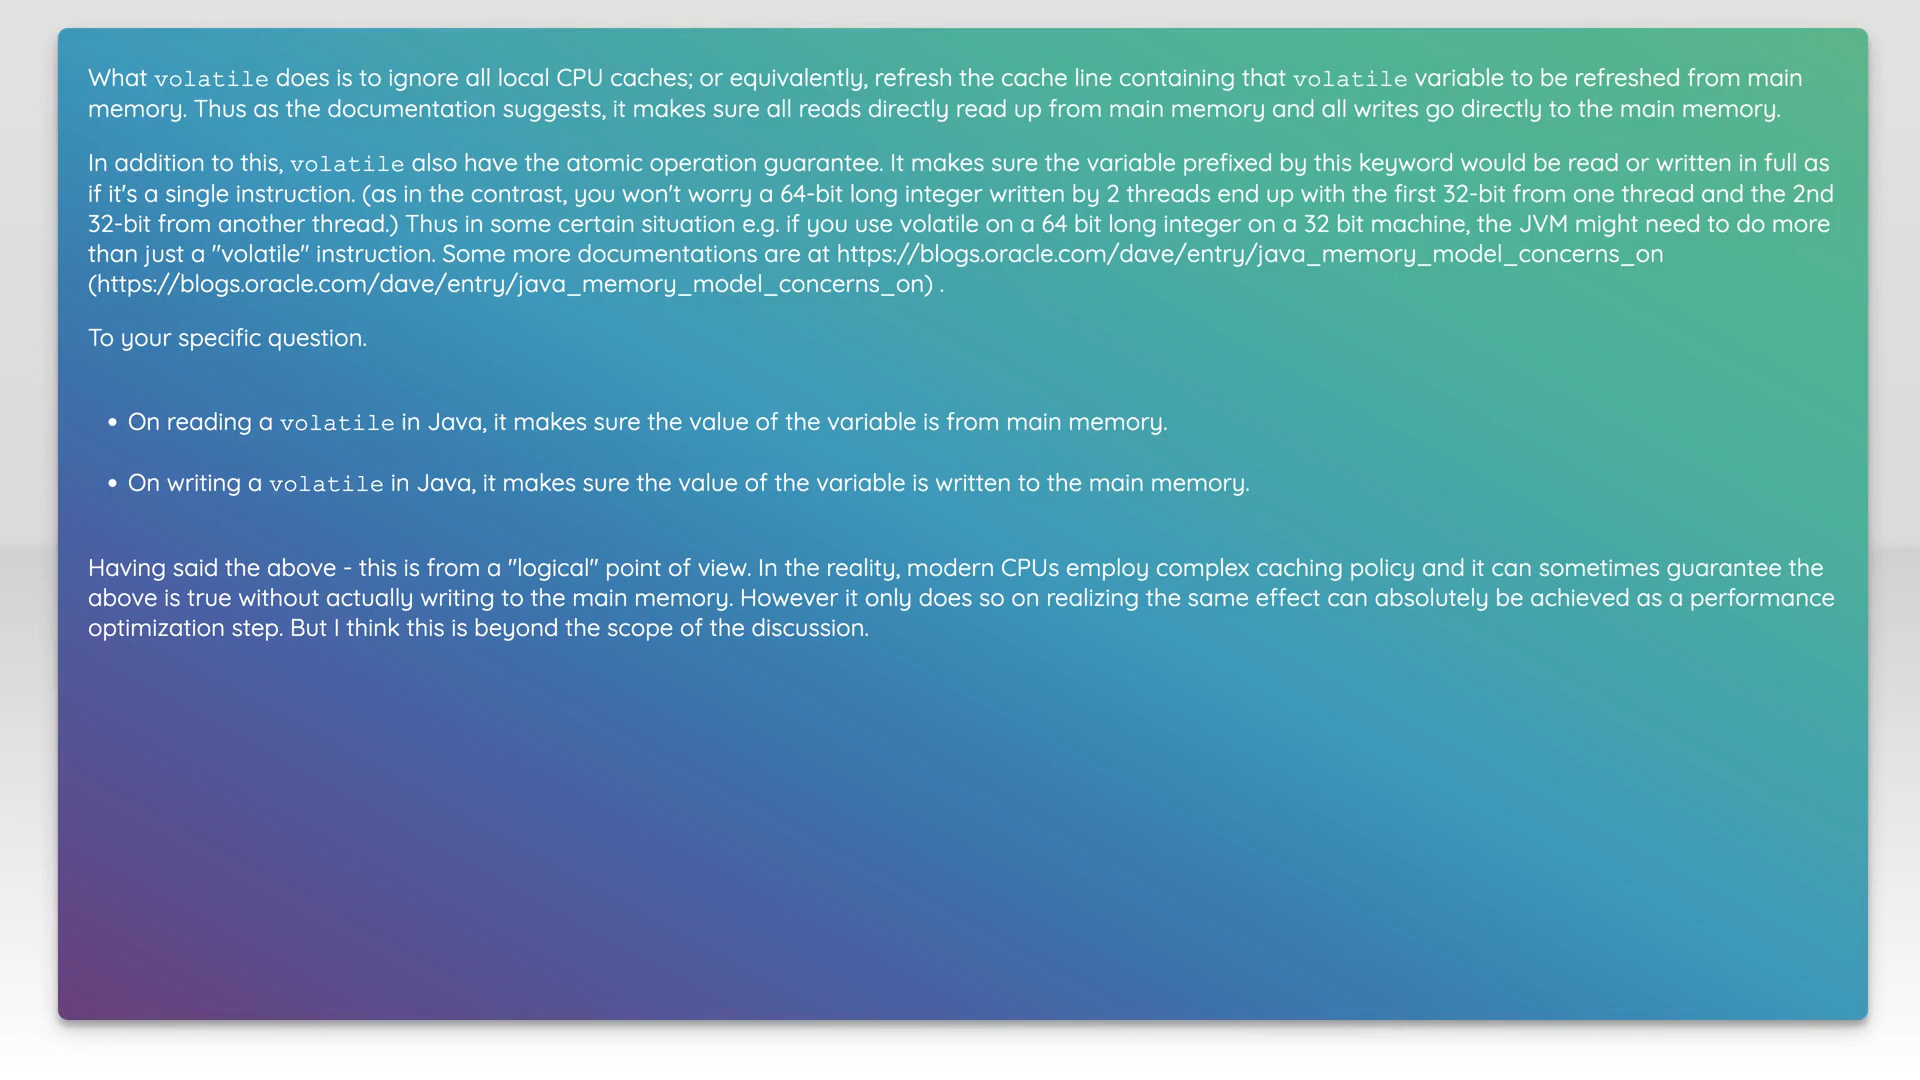 What volatile does is to ignore all local CPU caches; or equivalently, refresh the cache line containing that volatile variable to be refreshed from main
memory. Thus as the documentation suggests, it makes sure all reads directly read up from main memory and all writes go directly to the main memory.
In addition to this, volatile also have the atomic operation guarantee. It makes sure the variable prefixed by this keyword would be read or written in full as
if it's a single instruction. (as in the contrast, you won't worry a 64-bit long integer written by 2 threads end up with the first 32-bit from one thread and the 2nd
32-bit from another thread.) Thus in some certain situation e.g. if you use volatile on a 64 bit long integer on a 32 bit machine, the JVM might need to do more
than just a "volatile" instruction. Some more documentations are at https://blogs.oracle.com/dave/entry/java_memory_model_concerns_on
(https://blogs.oracle.com/dave/entry/java_memory_model_concerns_on) .
To your specific question.
• On reading a volatile in Java, it makes sure the value of the variable is from main memory.
• On writing a volatile in Java, it makes sure the value of the variable is written to the main memory.
Having said the above - this is from a "logical" point of view. In the reality, modern CPUs employ complex caching policy and it can sometimes guarantee the
above is true without actually writing to the main memory. However it only does so on realizing the same effect can absolutely be achieved as a performance
optimization step. But I think this is beyond the scope of the discussion.